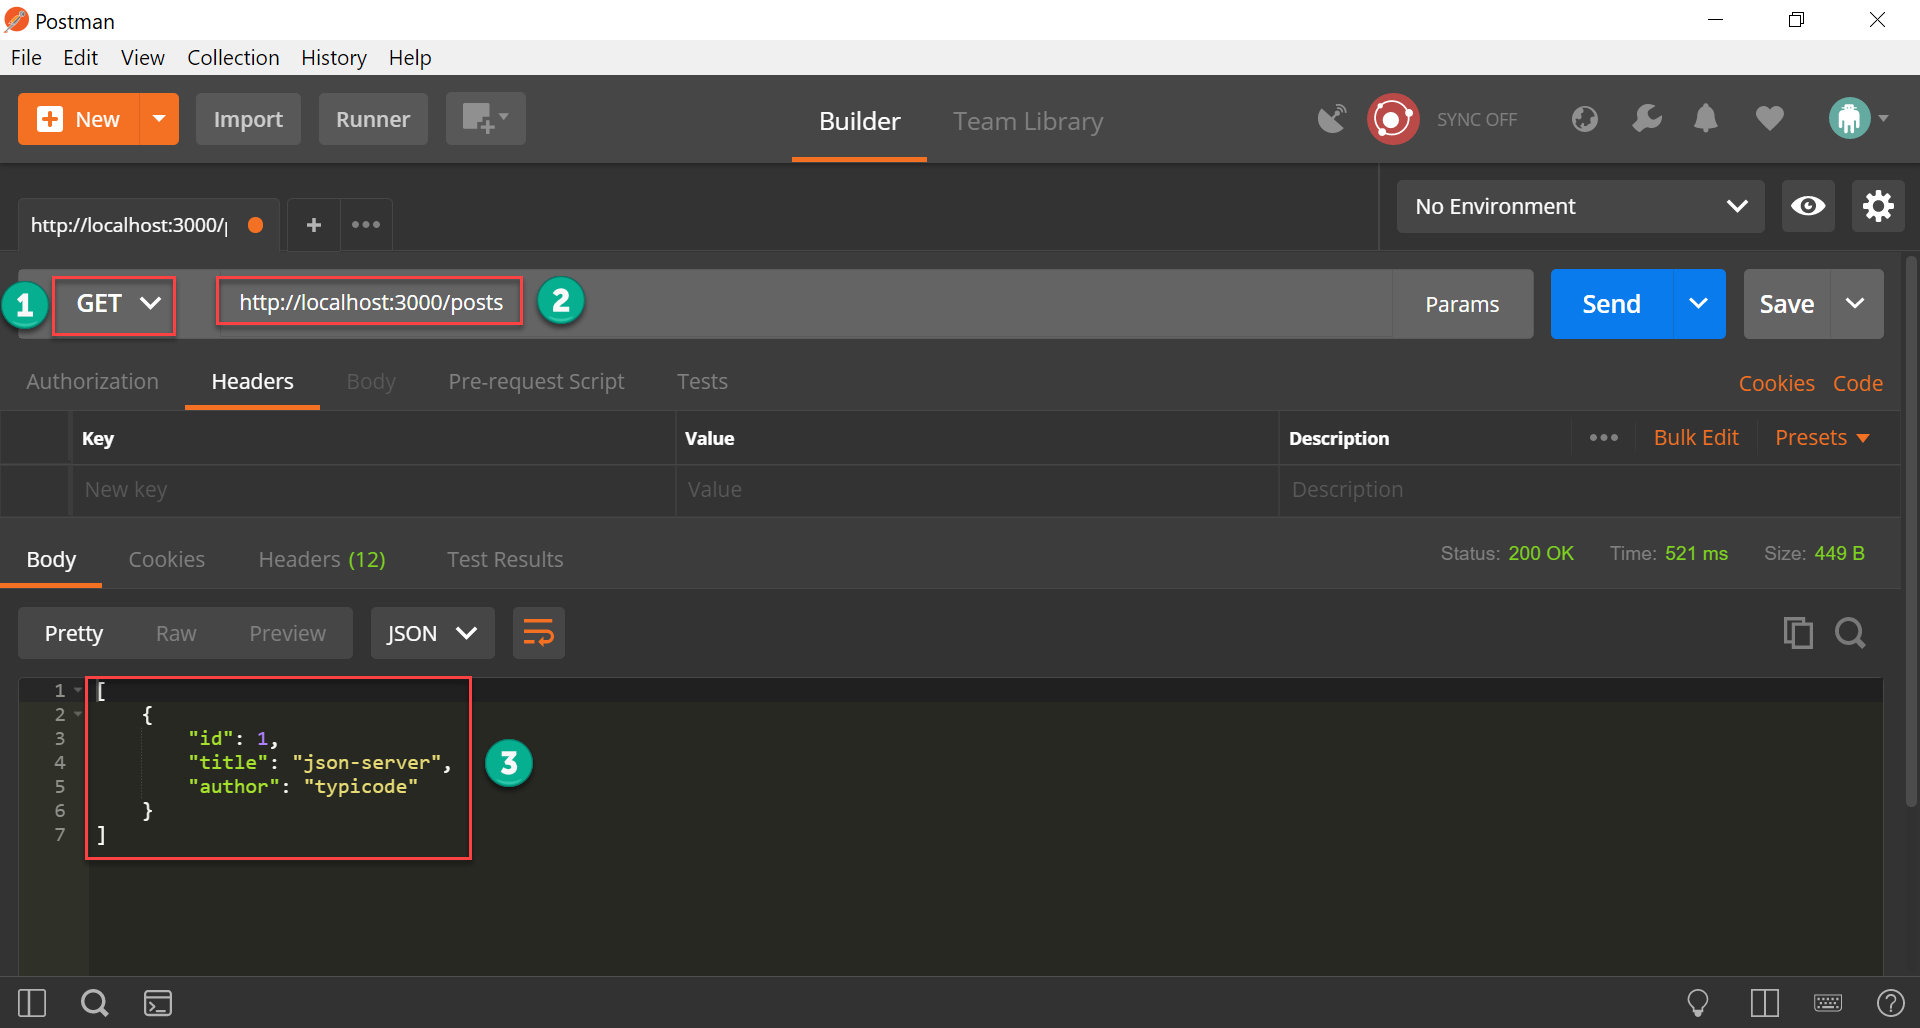 Postman
File Edit View Collection History Help
New Import Runner Builder Team Library SYNC OFF
http://localhost:3000/p + ••• No Environment
1 GET http://localhost:3000/posts 2 Params Send Save
Authorization Headers Body Pre-request Script Tests Cookies Code
Key Value Description ••• Bulk Edit Presets
New key Value Description
Body Cookies Headers (12) Test Results Status: 200 OK Time: 521 ms Size: 449 B
Pretty Raw Preview JSON
1 [
2 {
3 "id": 1,
4 "title": "json-server",
3
5 "author": "typicode"
6 }
7 ]